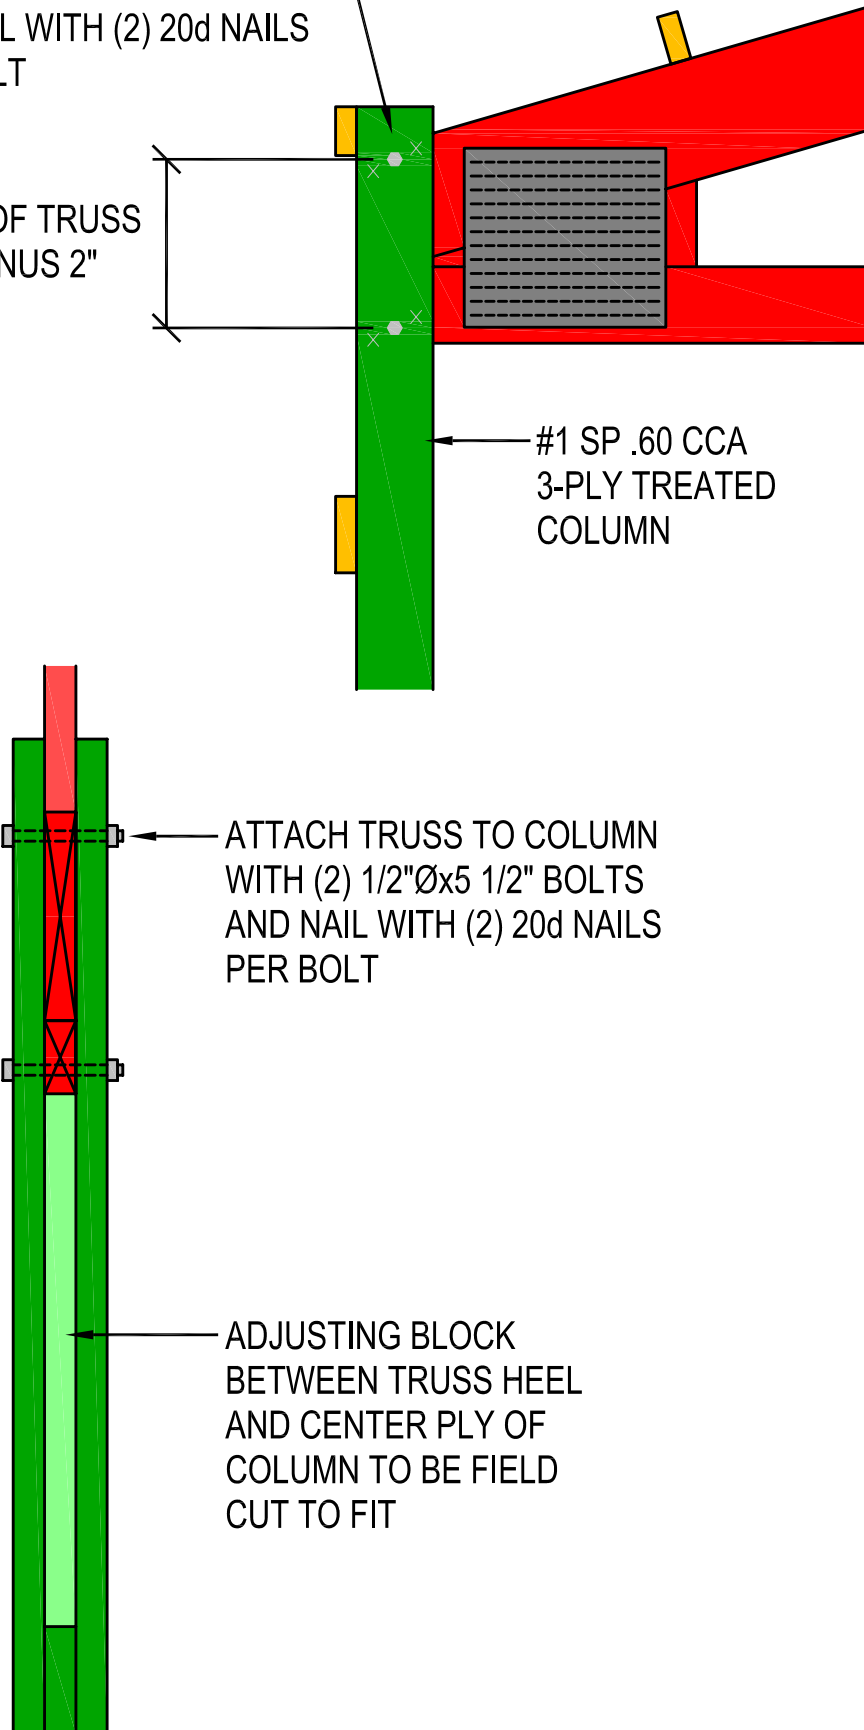 WITH (2) 20d NAILS
OF TRUSS
2"
#1 SP .60 CCA
3-PLY TREATED
COLUMN
ATTACH TRUSS TO COLUMN
WITH (2) 1/2"Øx5 1/2" BOLTS
AND NAIL WITH (2) 20d NAILS
PER BOLT
ADJUSTING BLOCK
BETWEEN TRUSS HEEL
AND CENTER PLY OF
COLUMN TO BE FIELD
CUT TO FIT